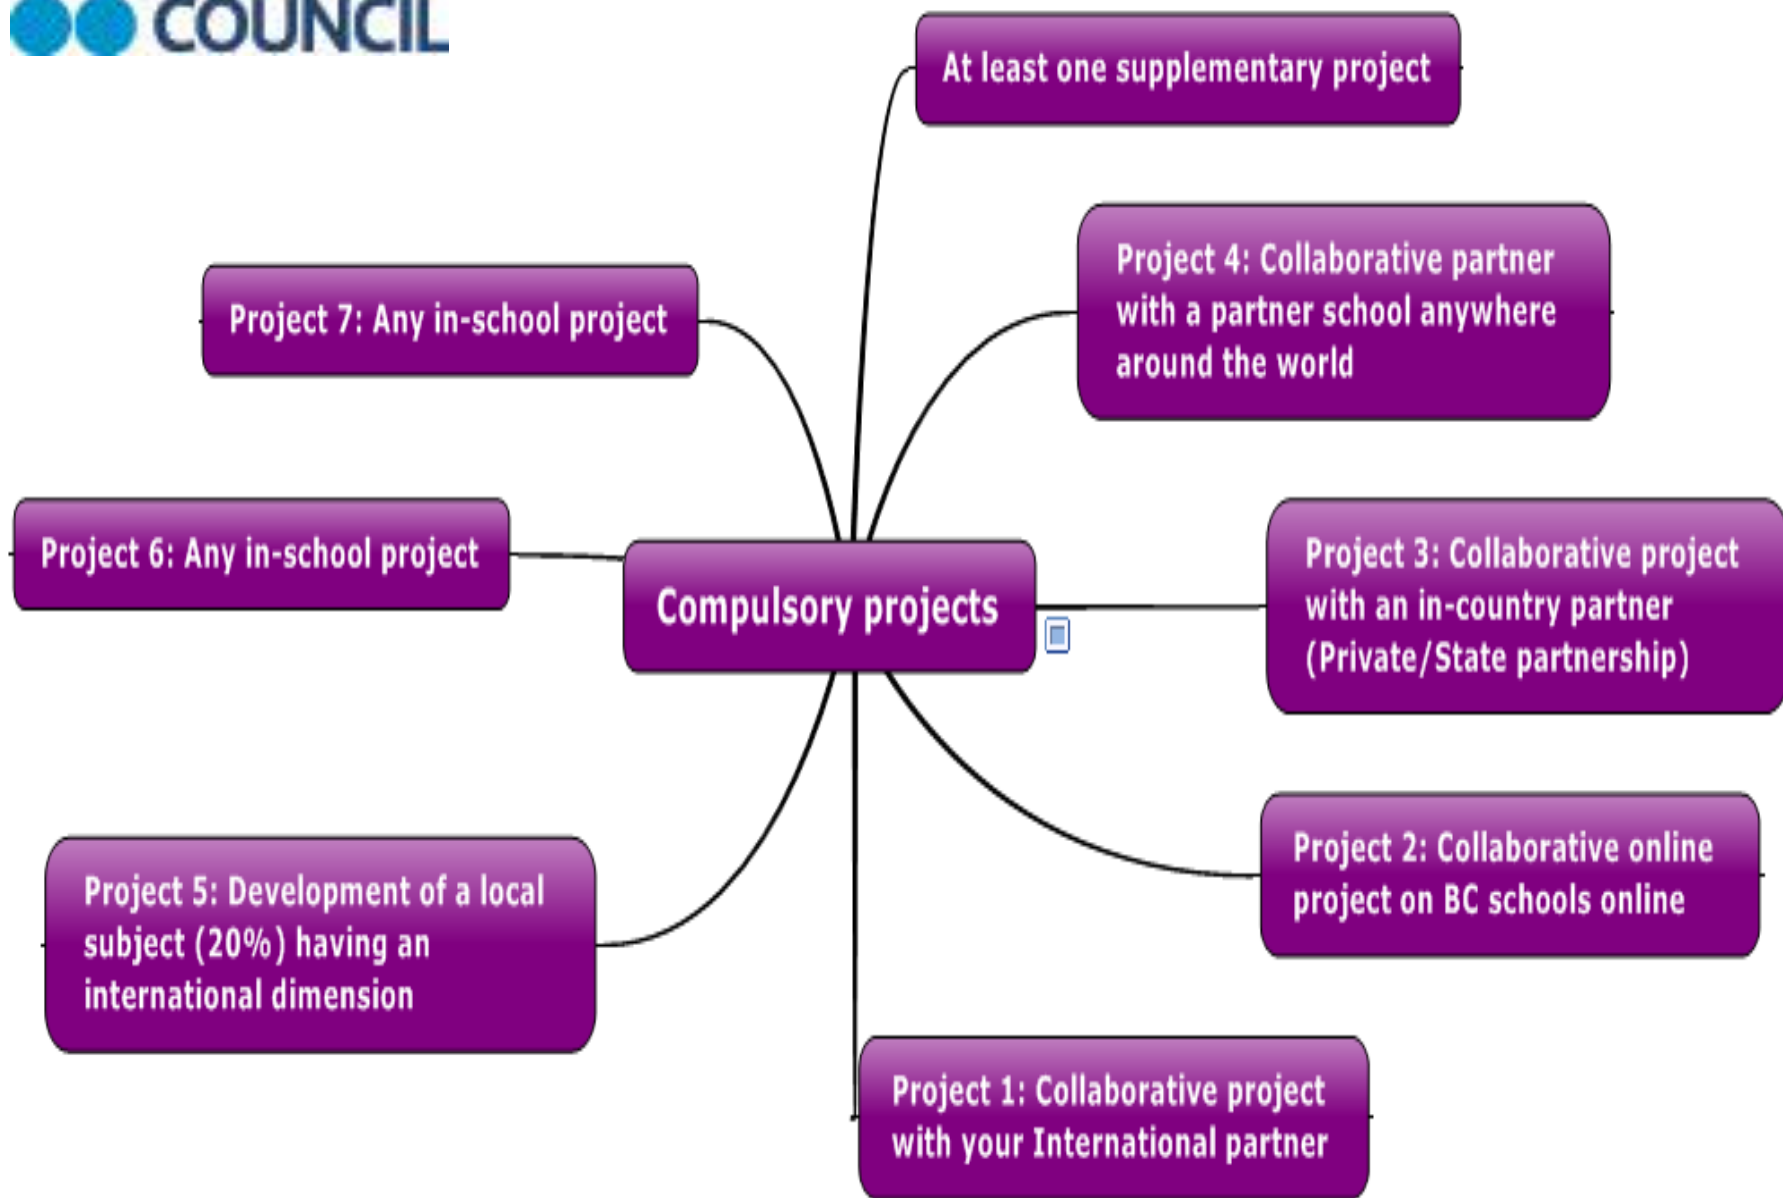 COUNCIL
At least one supplementary project
Project 4: Collaborative partner
with a partner school anywhere
around the world
Project 7: Any in-school project
Project 6: Any in-school project
Compulsory projects
Project 3: Collaborative project
with an in-country partner
(Private/State partnership)
Project 2: Collaborative online
project on BC schools online
Project 5: Development of a local
subject (20%) having an
international dimension
Project 1: Collaborative project
with your International partner